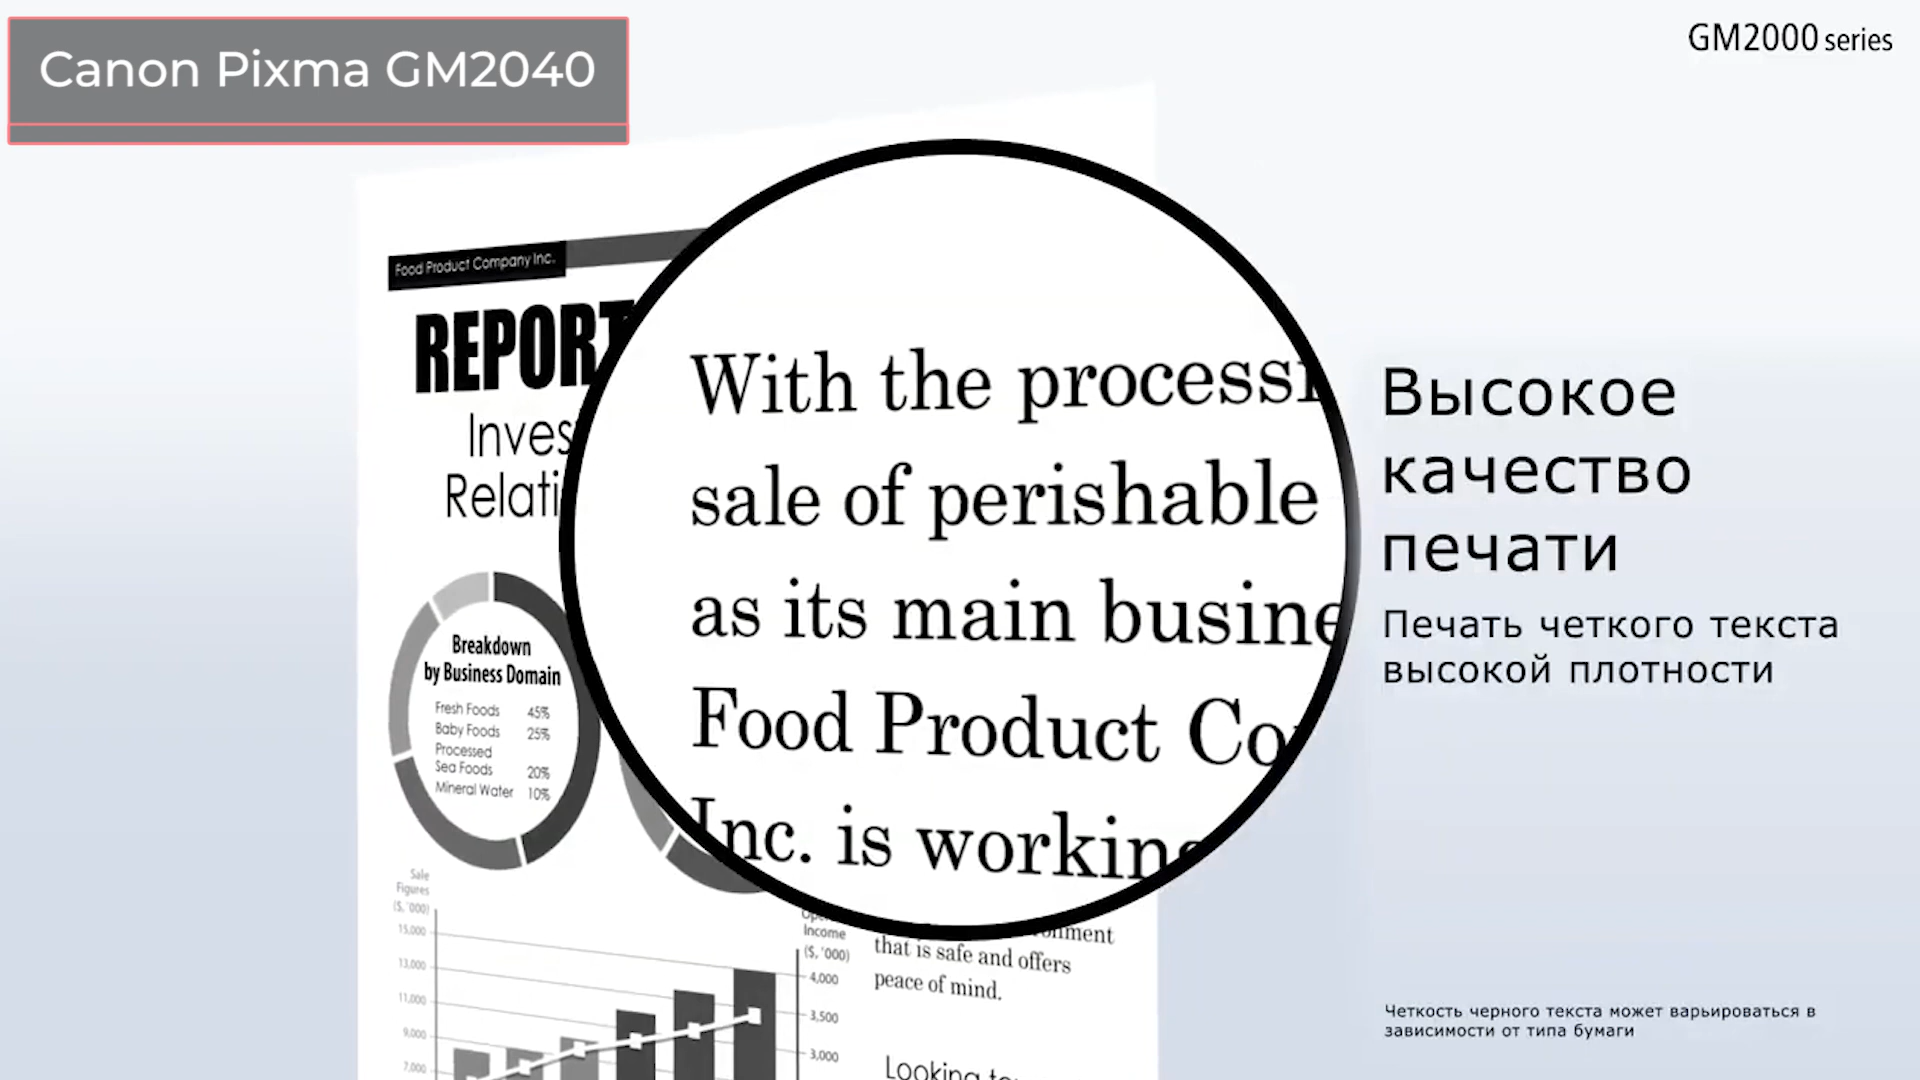 Canon Pixma GM2040
GM2000 series
Food Product Company Inc.
REPORT
Relati
Breakdown
by Business Domain
Fresh Foods 45%
Baby Foods 25%
Processed
Sea Foods 20%
Mineral Water 10%
Sale
Figures
($, '000)
15,000
13,000
11,000
9,000
7,000
Income
($, '000)
4,000
3,500
3,000
With the processi
sale of perishable
as its main busine
Food Product Co
Inc. is working
that is safe and offers
peace of mind.
Looking
Высокое
качество
печати
Печать четкого текста
высокой плотности
Четкость черного текста может варьироваться в
зависимости от типа бумаги